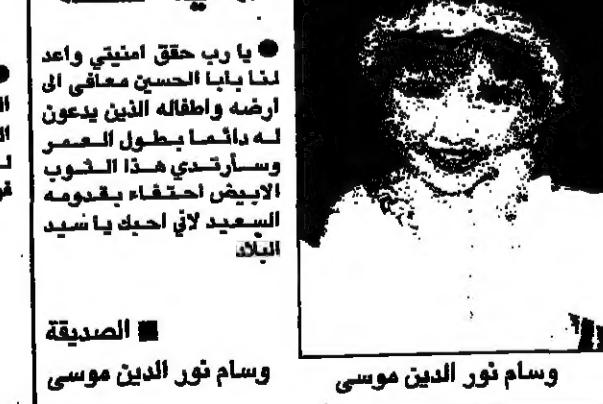 ● يا رب حقق امنيتي واعد
لنا بابا الحسين معافى الى
أرضه واطفاله الذين يدعون
له دائما بطول العمر
وسأرتدي هذا الثوب
الابيض احتفاء بقدومه
السعيد لاني احبك يا سيد
البلاد
■ الصديقة
وسام نور الدين موسى
وسام نور الدين موسى